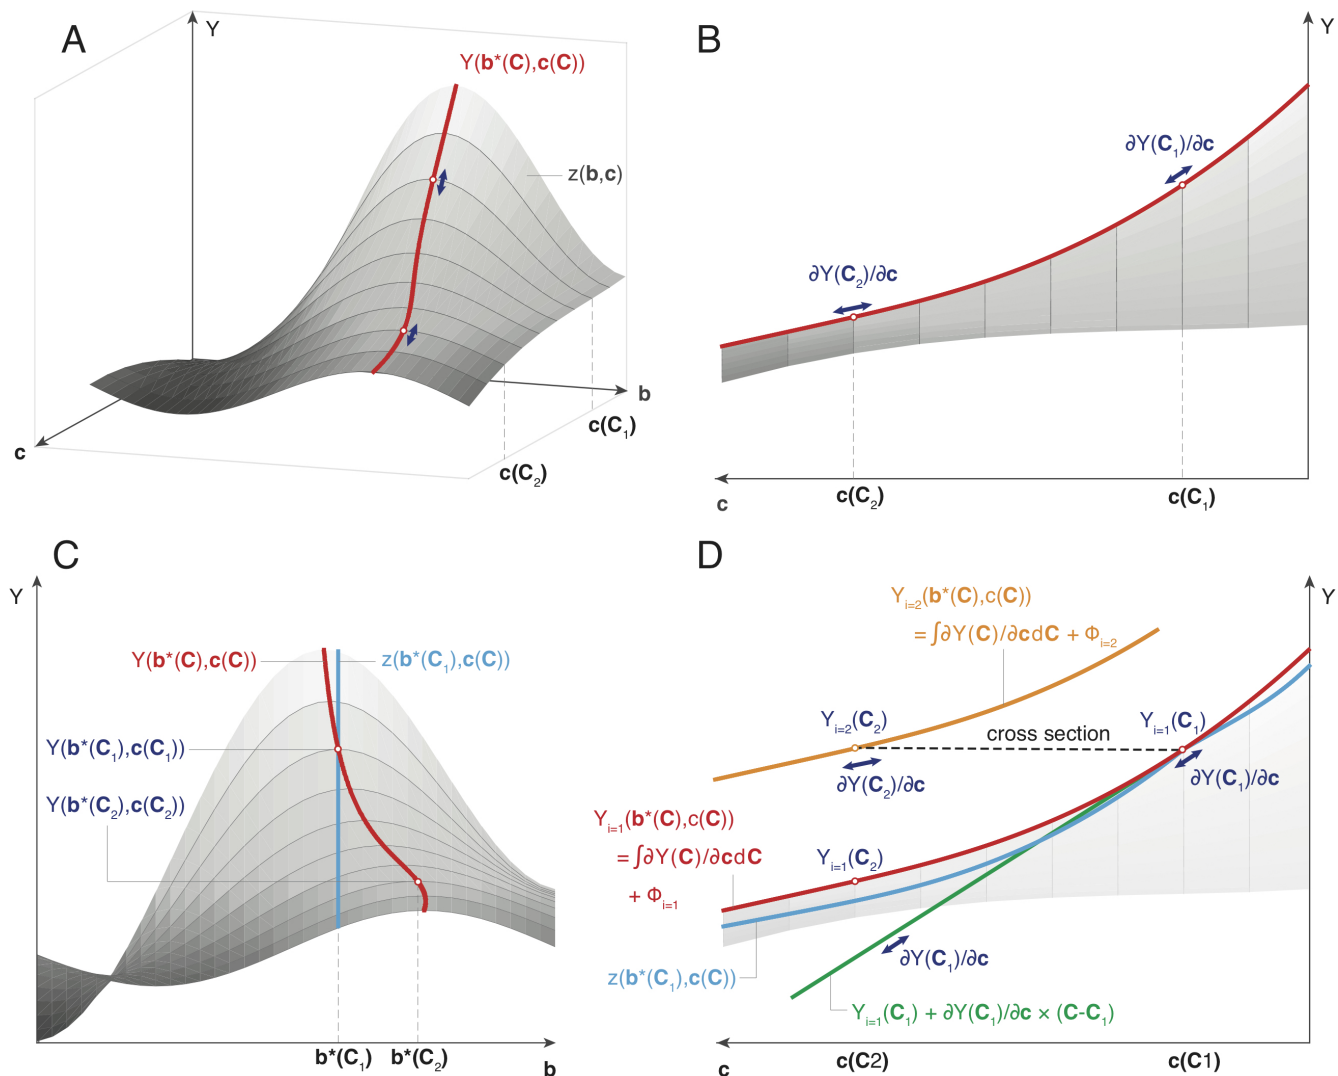 A
Y
Y(b*(C),c(C))
z(b,c)
b
c(C₁)
c
c(C₂)
B
Y
∂Y(C₁)/∂c
∂Y(C₂)/∂c
c
c(C₂)
c(C₁)
C
Y
Y(b*(C),c(C))
z(b*(C₁),c(C))
Y(b*(C₁),c(C₁))
Y(b*(C₂),c(C₂))
b*(C₁)
b*(C₂)
b
D
Y
Yᵢ₌₂(b*(C),c(C))
= ∫∂Y(C)/∂cdC + Φᵢ₌₂
Yᵢ₌₂(C₂)
Yᵢ₌₁(C₁)
cross section
∂Y(C₂)/∂c
∂Y(C₁)/∂c
Yᵢ₌₁(b*(C),c(C))
= ∫∂Y(C)/∂cdC
+ Φᵢ₌₁
Yᵢ₌₁(C₂)
∂Y(C₁)/∂c
z(b*(C₁),c(C))
Yᵢ₌₁(C₁) + ∂Y(C₁)/∂c × (C-C₁)
c
c(C2)
c(C1)